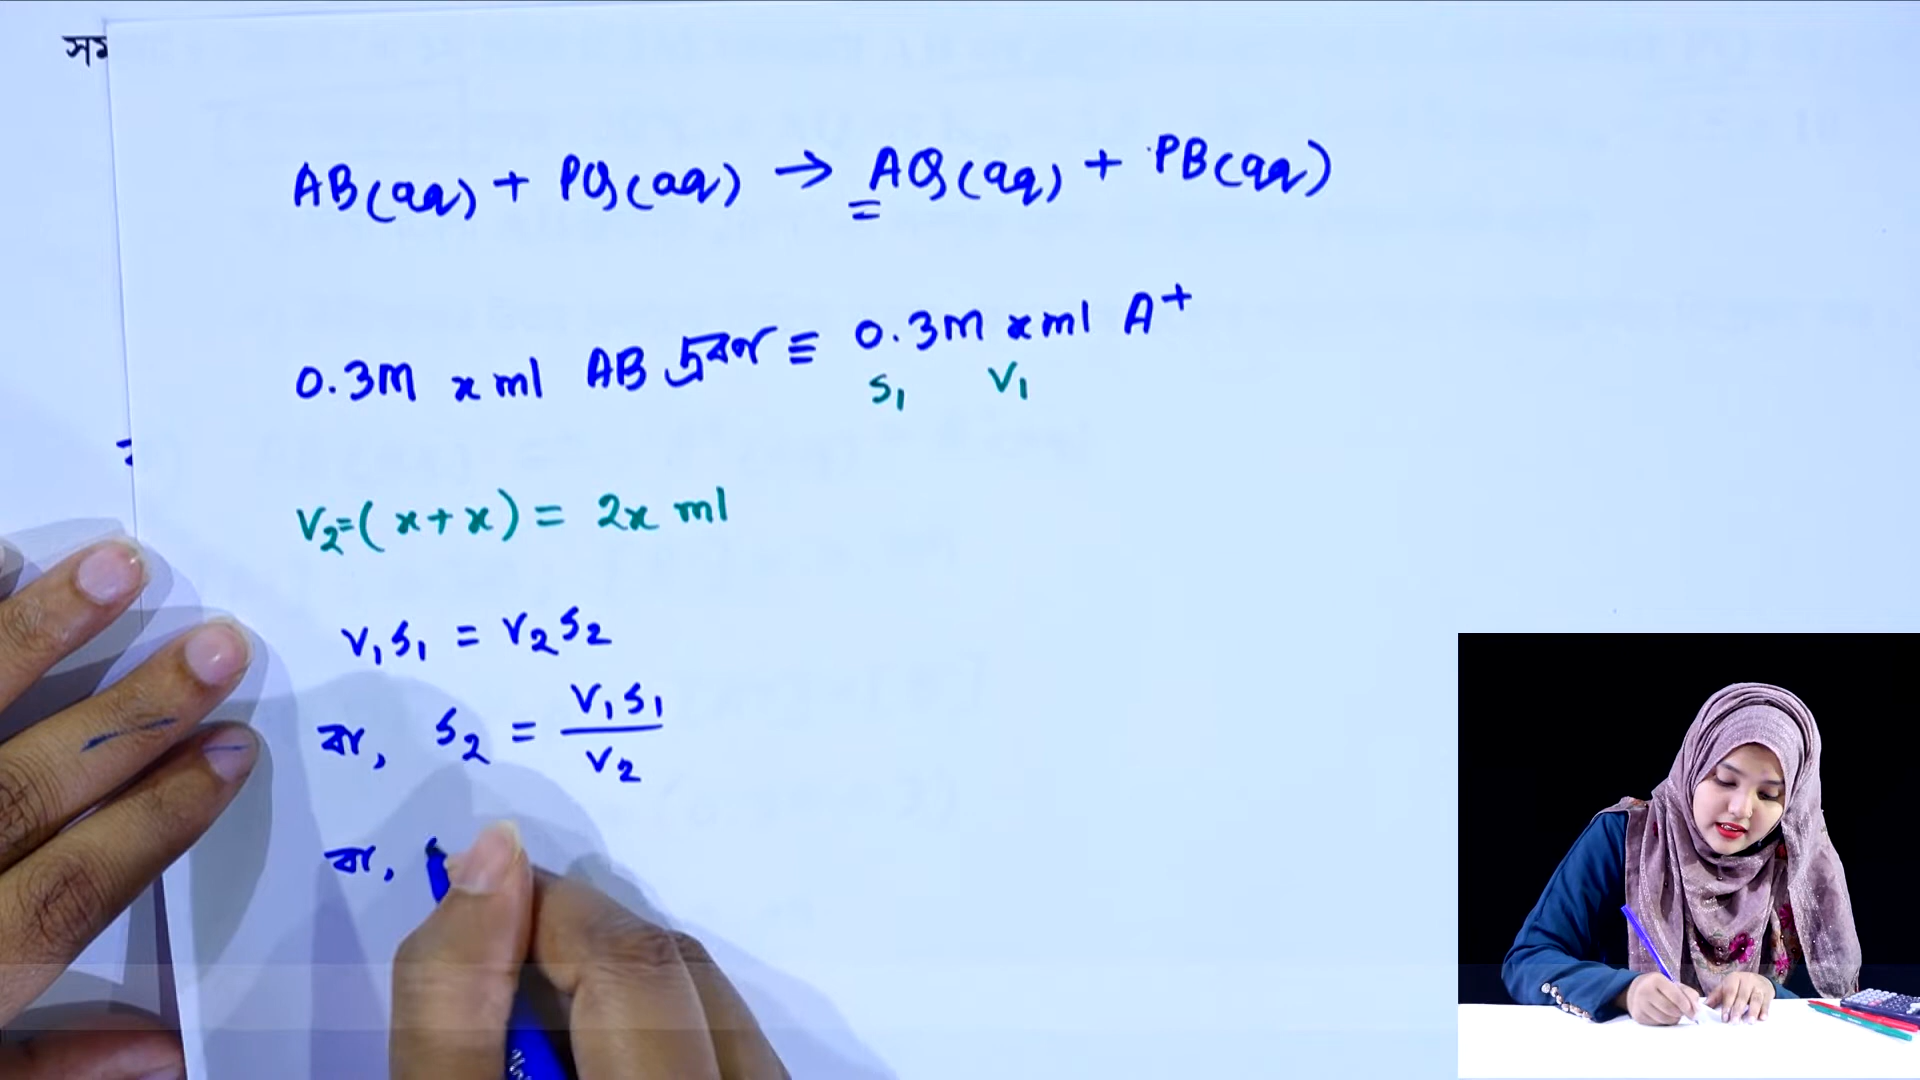 AB(aq) + PQ(aq) → AQ(aq) + PB(aq)
0.3M x ml AB দ্রবণ ≡ 0.3M x ml A⁺
S₁ V₁
V₂=(x+x) = 2x ml
V₁S₁ = V₂S₂
বা, S₂ = V₁S₁ / V₂
বা,